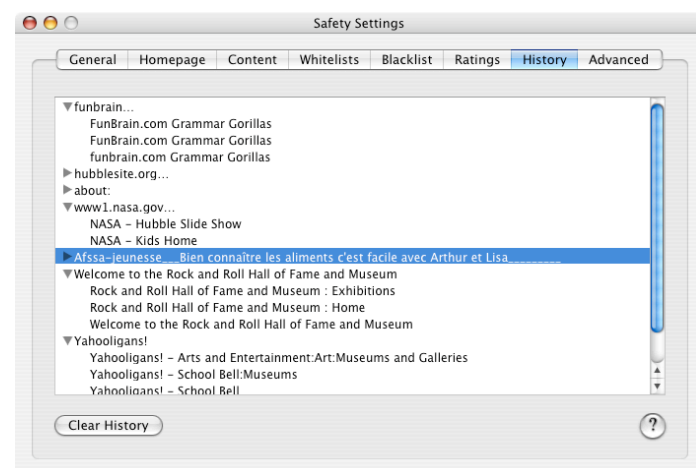 Safety Settings
General Homepage Content Whitelists Blacklist Ratings History Advanced
funbrain...
FunBrain.com Grammar Gorillas
FunBrain.com Grammar Gorillas
funbrain.com Grammar Gorillas
hubblesite.org...
about:
www1.nasa.gov...
NASA – Hubble Slide Show
NASA – Kids Home
Afssa-jeunesse___Bien connaître les aliments c'est facile avec Arthur et Lisa_________
Welcome to the Rock and Roll Hall of Fame and Museum
Rock and Roll Hall of Fame and Museum : Exhibitions
Rock and Roll Hall of Fame and Museum : Home
Welcome to the Rock and Roll Hall of Fame and Museum
Yahooligans!
Yahooligans! – Arts and Entertainment:Art:Museums and Galleries
Yahooligans! – School Bell:Museums
Yahooligans! – School Bell
Clear History ?